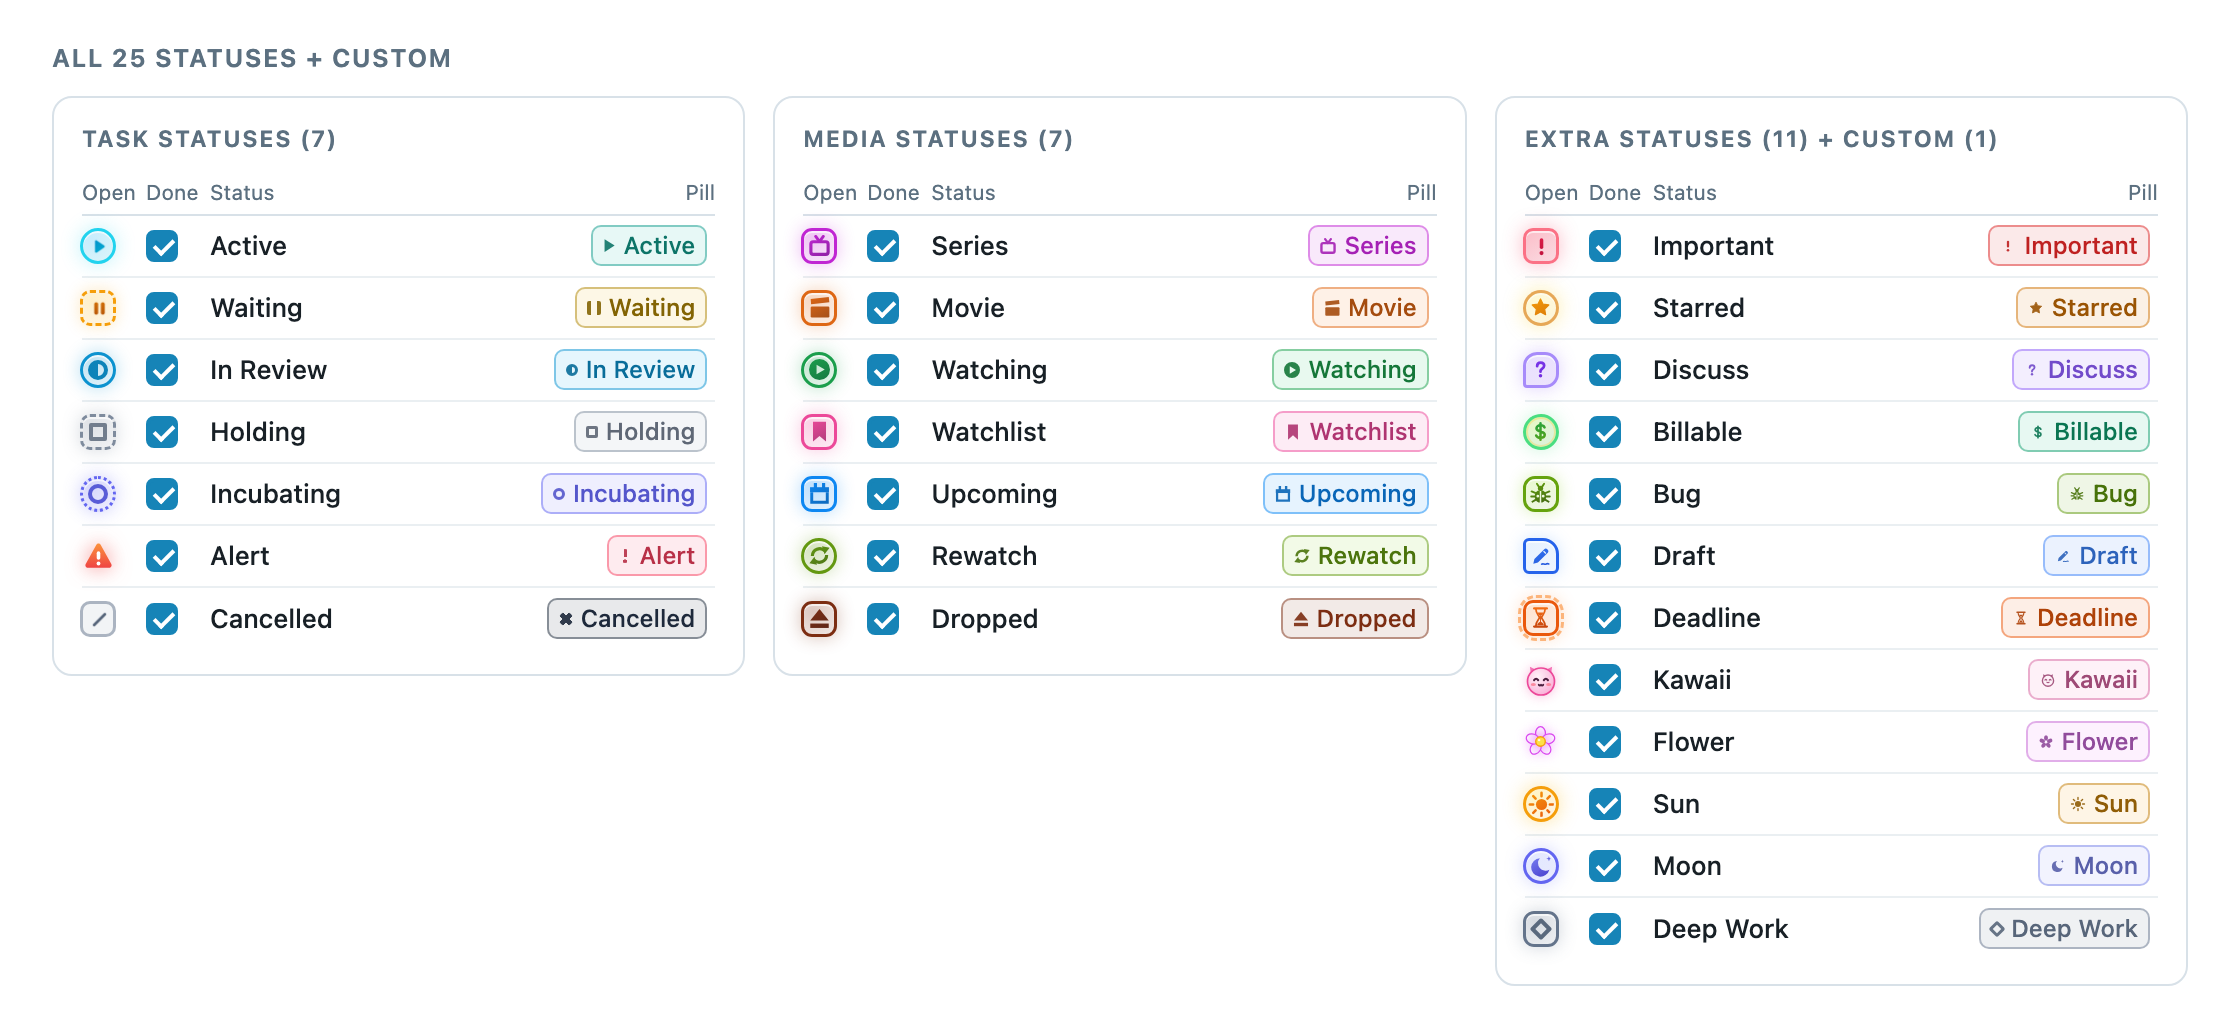 ALL 25 STATUSES + CUSTOM
TASK STATUSES (7)
Open Done Status Pill
Active Active
Waiting Waiting
In Review In Review
Holding Holding
Incubating Incubating
Alert Alert
Cancelled Cancelled
MEDIA STATUSES (7)
Open Done Status Pill
Series Series
Movie Movie
Watching Watching
Watchlist Watchlist
Upcoming Upcoming
Rewatch Rewatch
Dropped Dropped
EXTRA STATUSES (11) + CUSTOM (1)
Open Done Status Pill
! Important ! Important
Starred Starred
? Discuss ? Discuss
$ Billable $ Billable
Bug Bug
Draft Draft
Deadline Deadline
Kawaii Kawaii
Flower Flower
Sun Sun
Moon Moon
Deep Work Deep Work